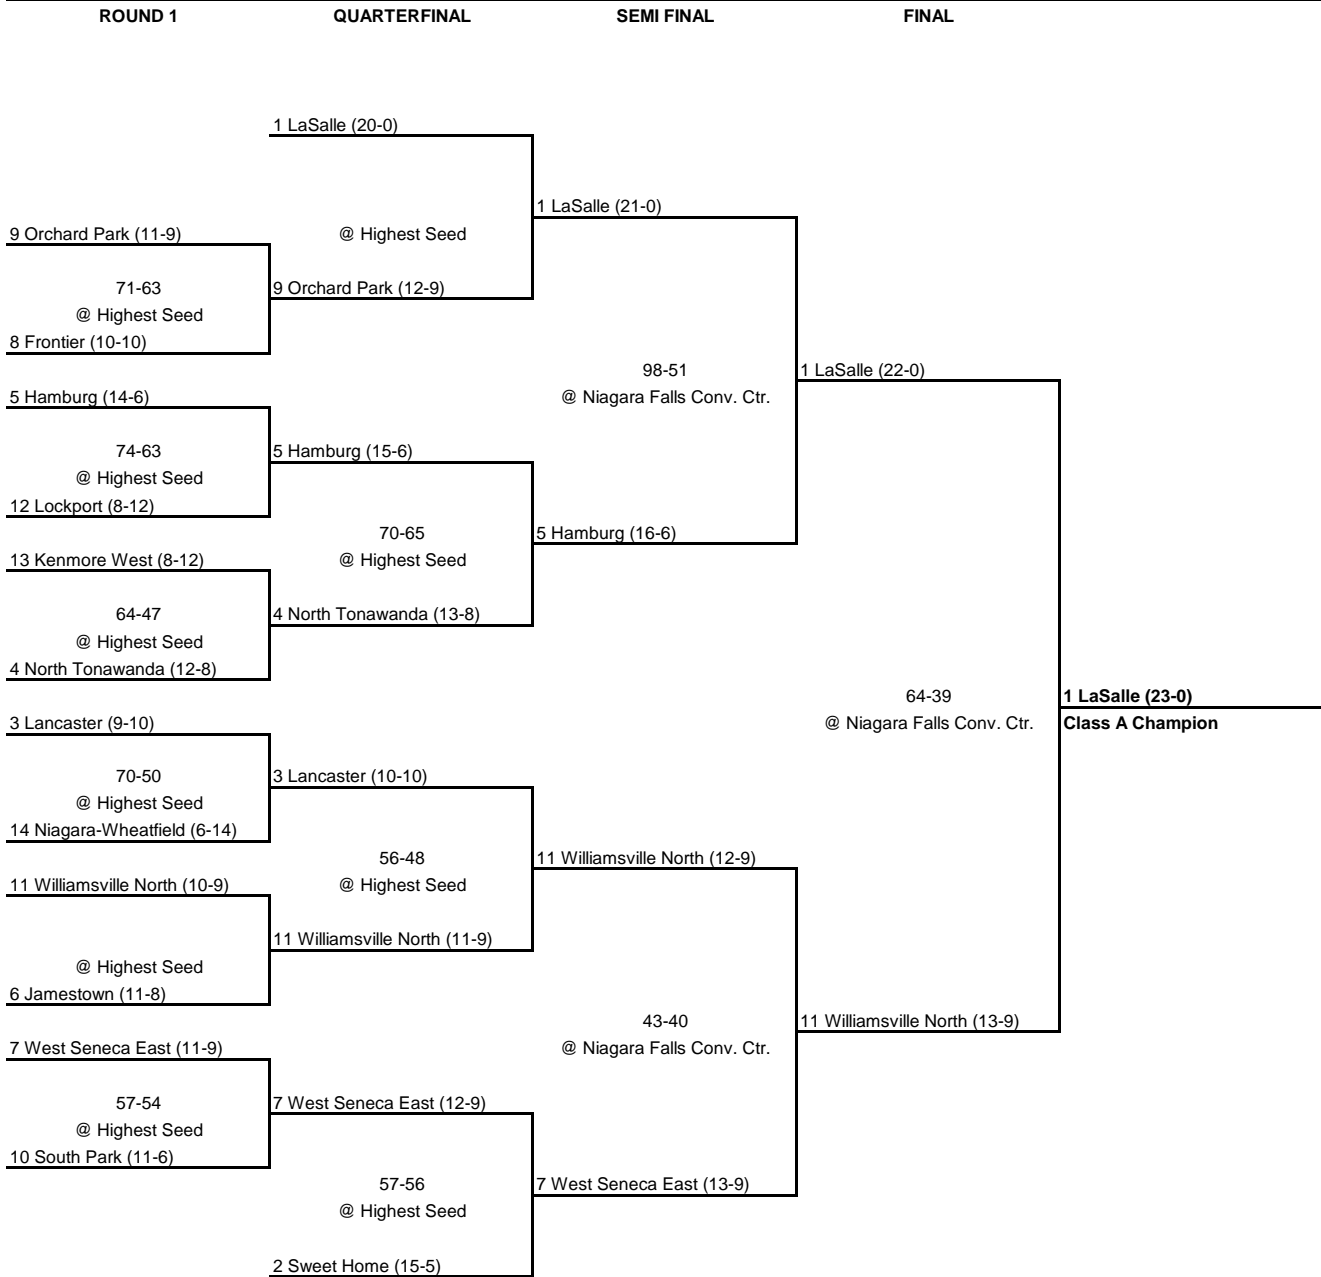 ROUND 1 QUARTERFINAL SEMI FINAL FINAL
1 LaSalle (20-0)
1 LaSalle (21-0)
9 Orchard Park (11-9) @ Highest Seed
71-63 9 Orchard Park (12-9)
@ Highest Seed
8 Frontier (10-10)
98-51 1 LaSalle (22-0)
5 Hamburg (14-6) @ Niagara Falls Conv. Ctr.
74-63 5 Hamburg (15-6)
@ Highest Seed
12 Lockport (8-12)
70-65 5 Hamburg (16-6)
13 Kenmore West (8-12) @ Highest Seed
64-47 4 North Tonawanda (13-8)
@ Highest Seed
4 North Tonawanda (12-8)
64-39 1 LaSalle (23-0)
3 Lancaster (9-10) @ Niagara Falls Conv. Ctr. Class A Champion
70-50 3 Lancaster (10-10)
@ Highest Seed
14 Niagara-Wheatfield (6-14)
56-48 11 Williamsville North (12-9)
11 Williamsville North (10-9) @ Highest Seed
11 Williamsville North (11-9)
@ Highest Seed
6 Jamestown (11-8)
43-40 11 Williamsville North (13-9)
7 West Seneca East (11-9) @ Niagara Falls Conv. Ctr.
57-54 7 West Seneca East (12-9)
@ Highest Seed
10 South Park (11-6)
57-56 7 West Seneca East (13-9)
@ Highest Seed
2 Sweet Home (15-5)